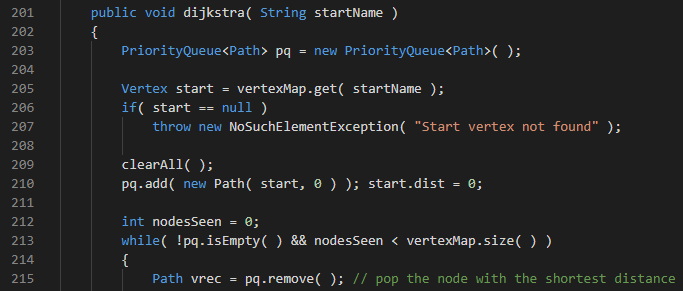 201 public void dijkstra( String startName )
202 {
203 PriorityQueue<Path> pq = new PriorityQueue<Path>( );
204
205 Vertex start = vertexMap.get( startName );
206 if( start == null )
207 throw new NoSuchElementException( "Start vertex not found" );
208
209 clearAll( );
210 pq.add( new Path( start, 0 ) ); start.dist = 0;
211
212 int nodesSeen = 0;
213 while( !pq.isEmpty( ) && nodesSeen < vertexMap.size( ) )
214 {
215 Path vrec = pq.remove( ); // pop the node with the shortest distance